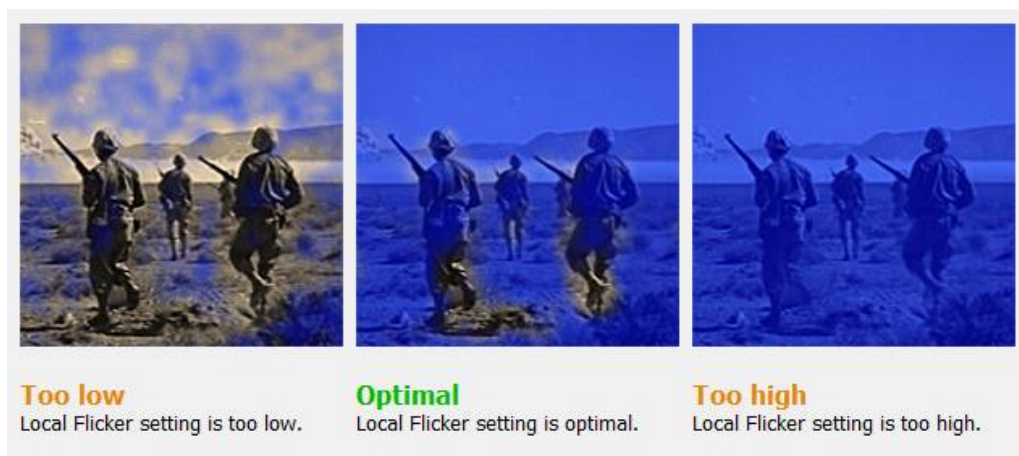 Too low
Local Flicker setting is too low.
Optimal
Local Flicker setting is optimal.
Too high
Local Flicker setting is too high.